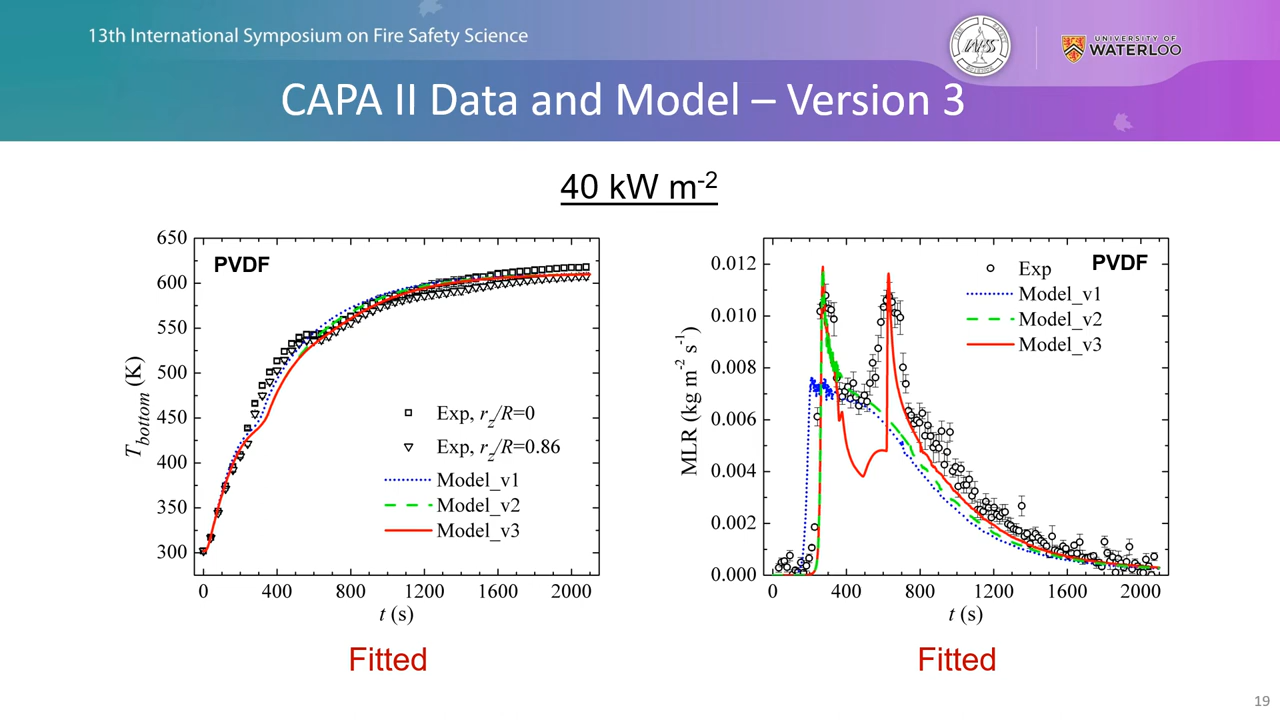 13th International Symposium on Fire Safety Science
UNIVERSITY OF
WATERLOO
CAPA II Data and Model – Version 3
40 kW m-2
650
600
550
500
450
400
350
300
T_bottom (K)
PVDF
Exp, r_z/R=0
Exp, r_z/R=0.86
Model_v1
Model_v2
Model_v3
0 400 800 1200 1600 2000
t (s)
Fitted
0.012
0.010
0.008
0.006
0.004
0.002
0.000
MLR (kg m-2 s-1)
PVDF
Exp
Model_v1
Model_v2
Model_v3
0 400 800 1200 1600 2000
t (s)
Fitted
19